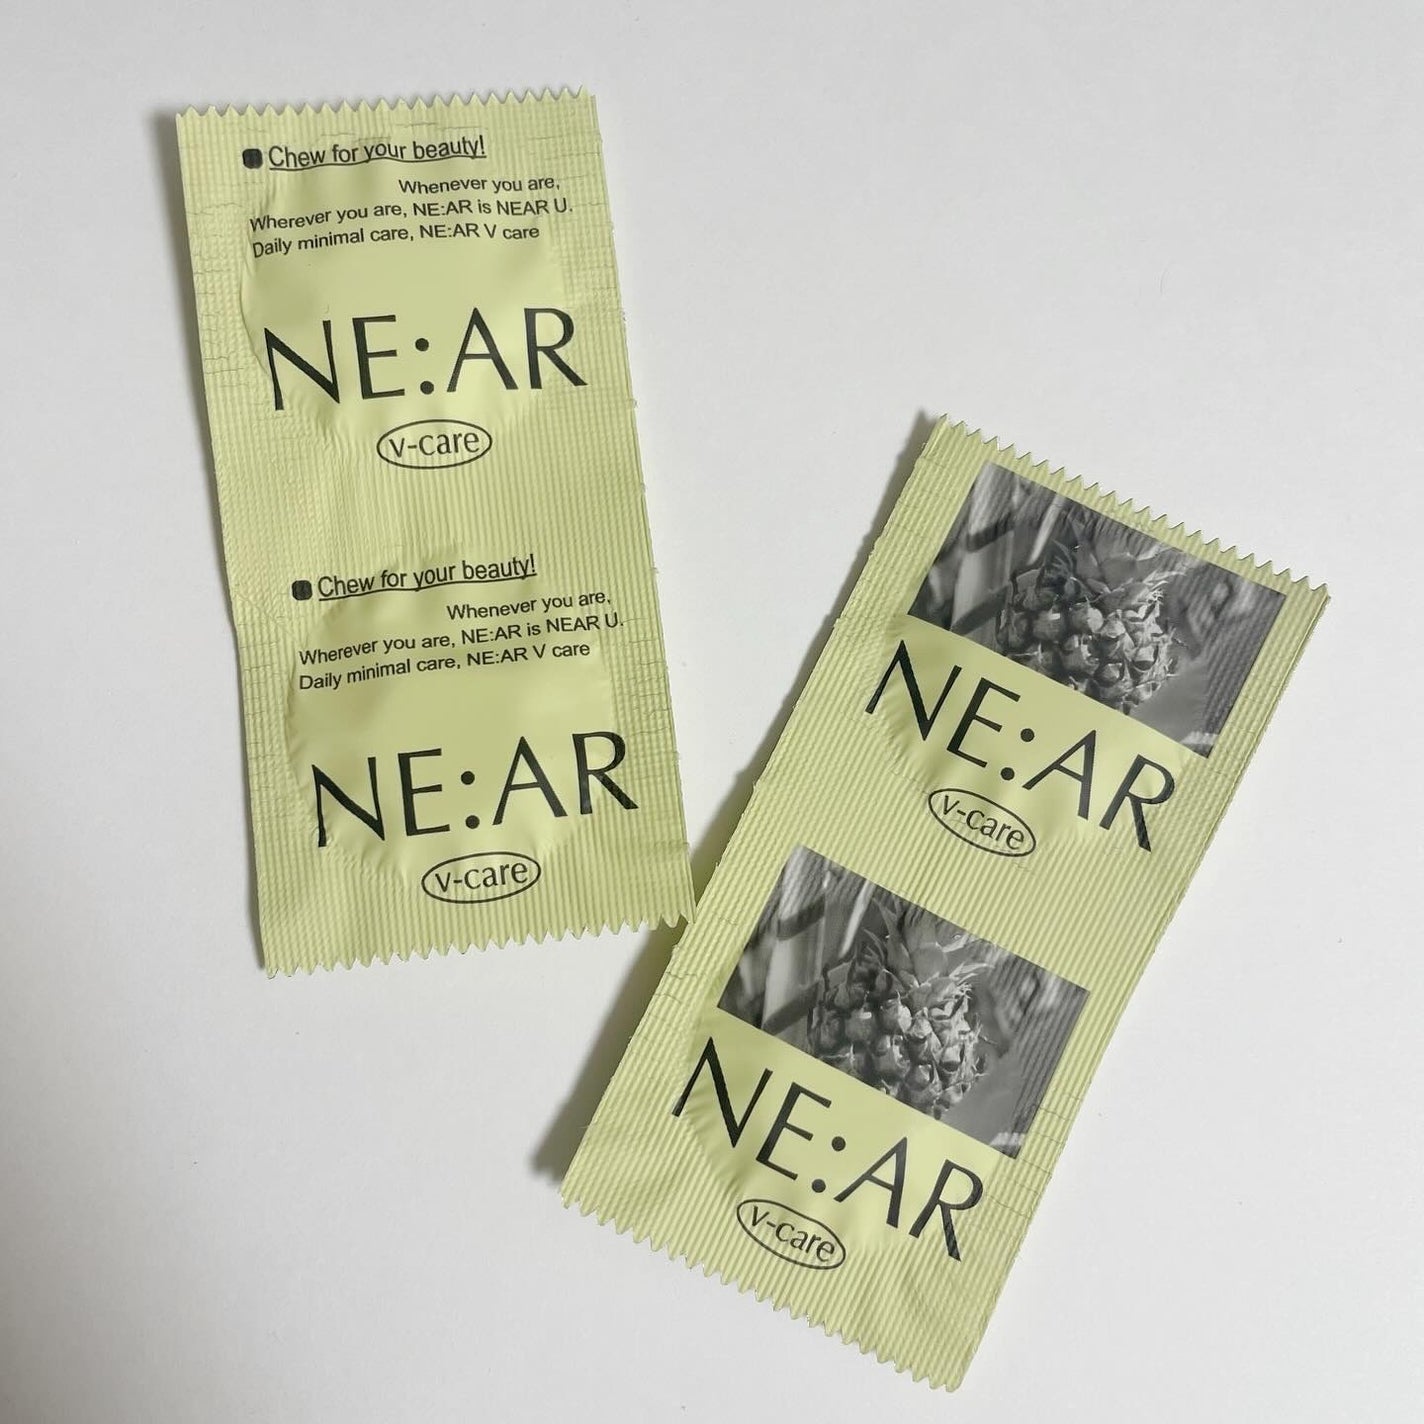 Chew for your beauty!
Whenever you are,
Wherever you are, NE:AR is NEAR U.
Daily minimal care, NE:AR V care
NE:AR
v-care
Chew for your beauty!
Whenever you are,
Wherever you are, NE:AR is NEAR U.
Daily minimal care, NE:AR V care
NE:AR
v-care
NE:AR
v-care
NE:AR
v-care